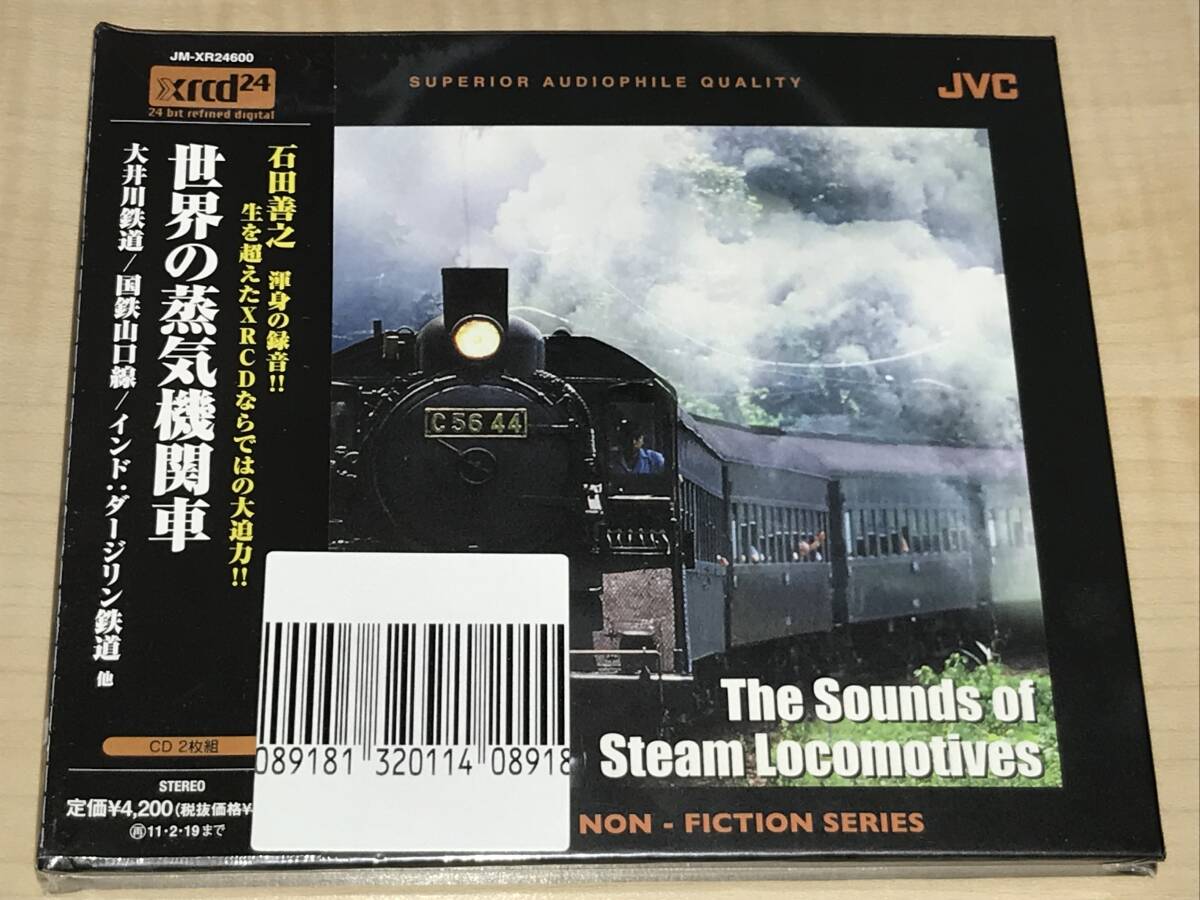 JM-XR24600
xrcd24
24 bit refined digital
石田善之 渾身の録音!!
生を超えたXRCDならではの大迫力!!
世界の蒸気機関車
大井川鉄道/国鉄山口線/インド:ダージリン鉄道 他
CD 2枚組
STEREO
定価¥4,200(税抜価格¥
再11・2・19まで
SUPERIOR AUDIOPHILE QUALITY
JVC
C56 44
The Sounds of
Steam Locomotives
NON - FICTION SERIES
089181 320114 08918